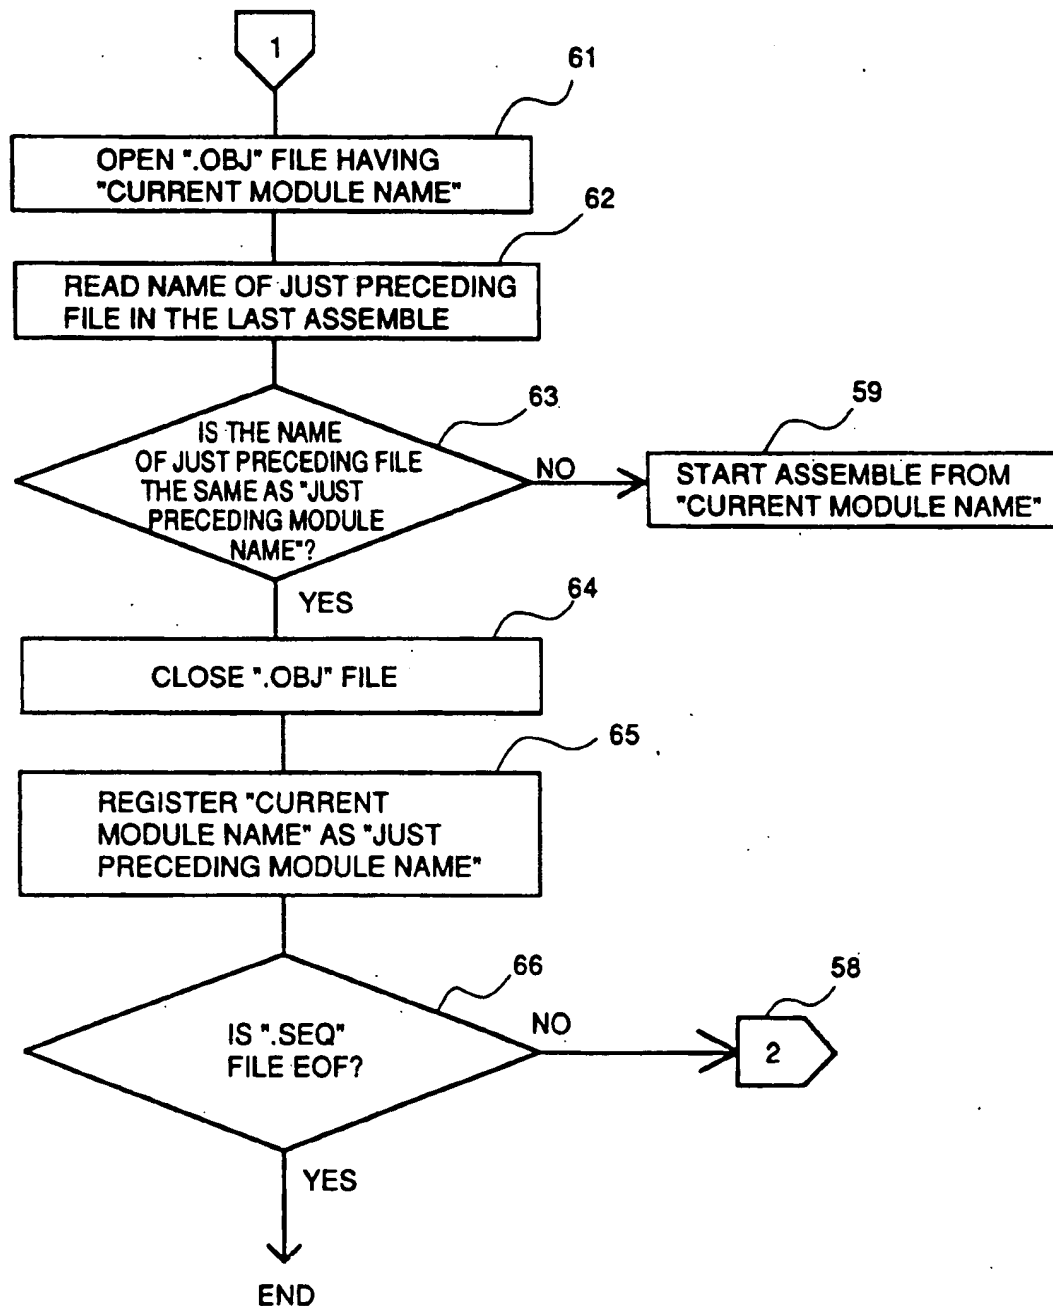 1
61
OPEN ".OBJ" FILE HAVING
"CURRENT MODULE NAME"
62
READ NAME OF JUST PRECEDING
FILE IN THE LAST ASSEMBLE
63
IS THE NAME
OF JUST PRECEDING FILE
THE SAME AS "JUST
PRECEDING MODULE
NAME"?
NO
59
START ASSEMBLE FROM
"CURRENT MODULE NAME"
YES
64
CLOSE ".OBJ" FILE
65
REGISTER "CURRENT
MODULE NAME" AS "JUST
PRECEDING MODULE NAME"
66
IS ".SEQ"
FILE EOF?
NO
58
2
YES
END